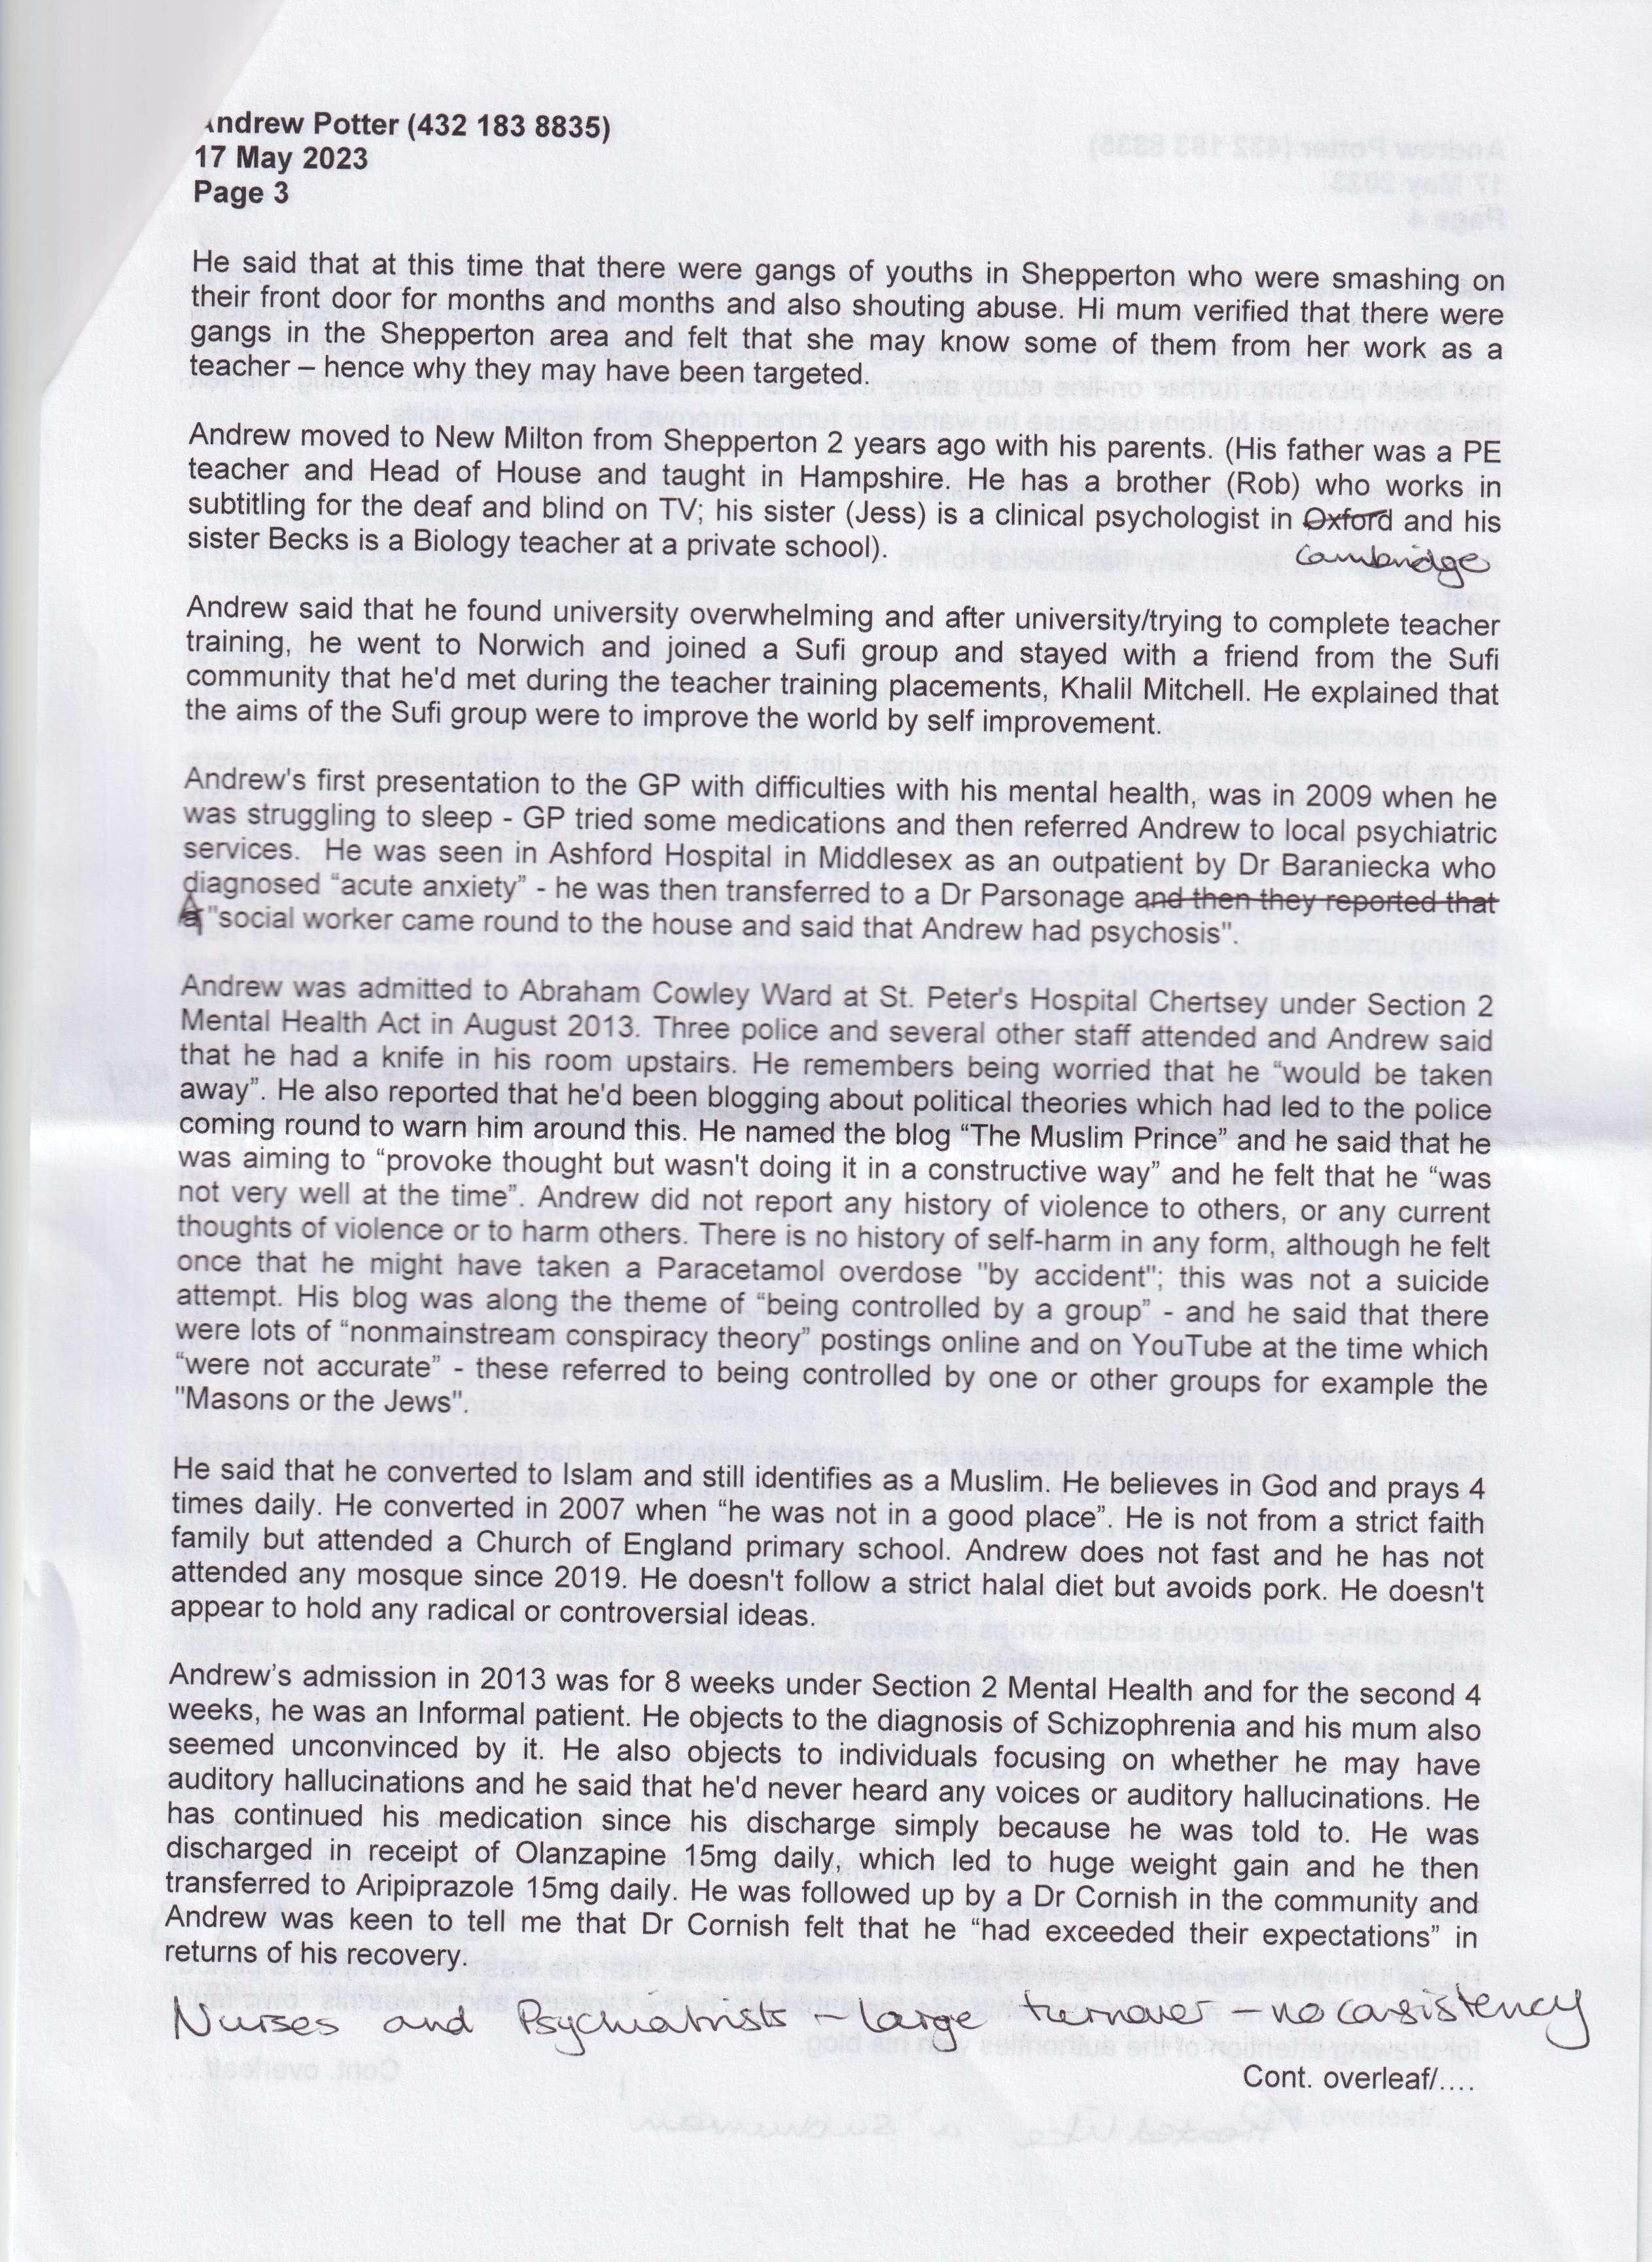 Andrew Potter (432 183 8835)
17 May 2023
Page 3
He said that at this time that there were gangs of youths in Shepperton who were smashing on
their front door for months and months and also shouting abuse. Hi mum verified that there were
gangs in the Shepperton area and felt that she may know some of them from her work as a
teacher – hence why they may have been targeted.
Andrew moved to New Milton from Shepperton 2 years ago with his parents. (His father was a PE
teacher and Head of House and taught in Hampshire. He has a brother (Rob) who works in
subtitling for the deaf and blind on TV; his sister (Jess) is a clinical psychologist in Oxford and his
sister Becks is a Biology teacher at a private school).
Cambridge
Andrew said that he found university overwhelming and after university/trying to complete teacher
training, he went to Norwich and joined a Sufi group and stayed with a friend from the Sufi
community that he'd met during the teacher training placements, Khalil Mitchell. He explained that
the aims of the Sufi group were to improve the world by self improvement.
Andrew's first presentation to the GP with difficulties with his mental health, was in 2009 when he
was struggling to sleep - GP tried some medications and then referred Andrew to local psychiatric
services. He was seen in Ashford Hospital in Middlesex as an outpatient by Dr Baraniecka who
diagnosed “acute anxiety” - he was then transferred to a Dr Parsonage and then they reported that
A "social worker came round to the house and said that Andrew had psychosis".
Andrew was admitted to Abraham Cowley Ward at St. Peter's Hospital Chertsey under Section 2
Mental Health Act in August 2013. Three police and several other staff attended and Andrew said
that he had a knife in his room upstairs. He remembers being worried that he “would be taken
away”. He also reported that he'd been blogging about political theories which had led to the police
coming round to warn him around this. He named the blog “The Muslim Prince” and he said that he
was aiming to “provoke thought but wasn't doing it in a constructive way” and he felt that he “was
not very well at the time”. Andrew did not report any history of violence to others, or any current
thoughts of violence or to harm others. There is no history of self-harm in any form, although he felt
once that he might have taken a Paracetamol overdose "by accident"; this was not a suicide
attempt. His blog was along the theme of “being controlled by a group” - and he said that there
were lots of “nonmainstream conspiracy theory” postings online and on YouTube at the time which
“were not accurate” - these referred to being controlled by one or other groups for example the
"Masons or the Jews".
He said that he converted to Islam and still identifies as a Muslim. He believes in God and prays 4
times daily. He converted in 2007 when “he was not in a good place”. He is not from a strict faith
family but attended a Church of England primary school. Andrew does not fast and he has not
attended any mosque since 2019. He doesn't follow a strict halal diet but avoids pork. He doesn't
appear to hold any radical or controversial ideas.
Andrew’s admission in 2013 was for 8 weeks under Section 2 Mental Health and for the second 4
weeks, he was an Informal patient. He objects to the diagnosis of Schizophrenia and his mum also
seemed unconvinced by it. He also objects to individuals focusing on whether he may have
auditory hallucinations and he said that he'd never heard any voices or auditory hallucinations. He
has continued his medication since his discharge simply because he was told to. He was
discharged in receipt of Olanzapine 15mg daily, which led to huge weight gain and he then
transferred to Aripiprazole 15mg daily. He was followed up by a Dr Cornish in the community and
Andrew was keen to tell me that Dr Cornish felt that he “had exceeded their expectations” in
returns of his recovery.
Nurses and Psychiatrists – large turnover – no consistency
Cont. overleaf/....